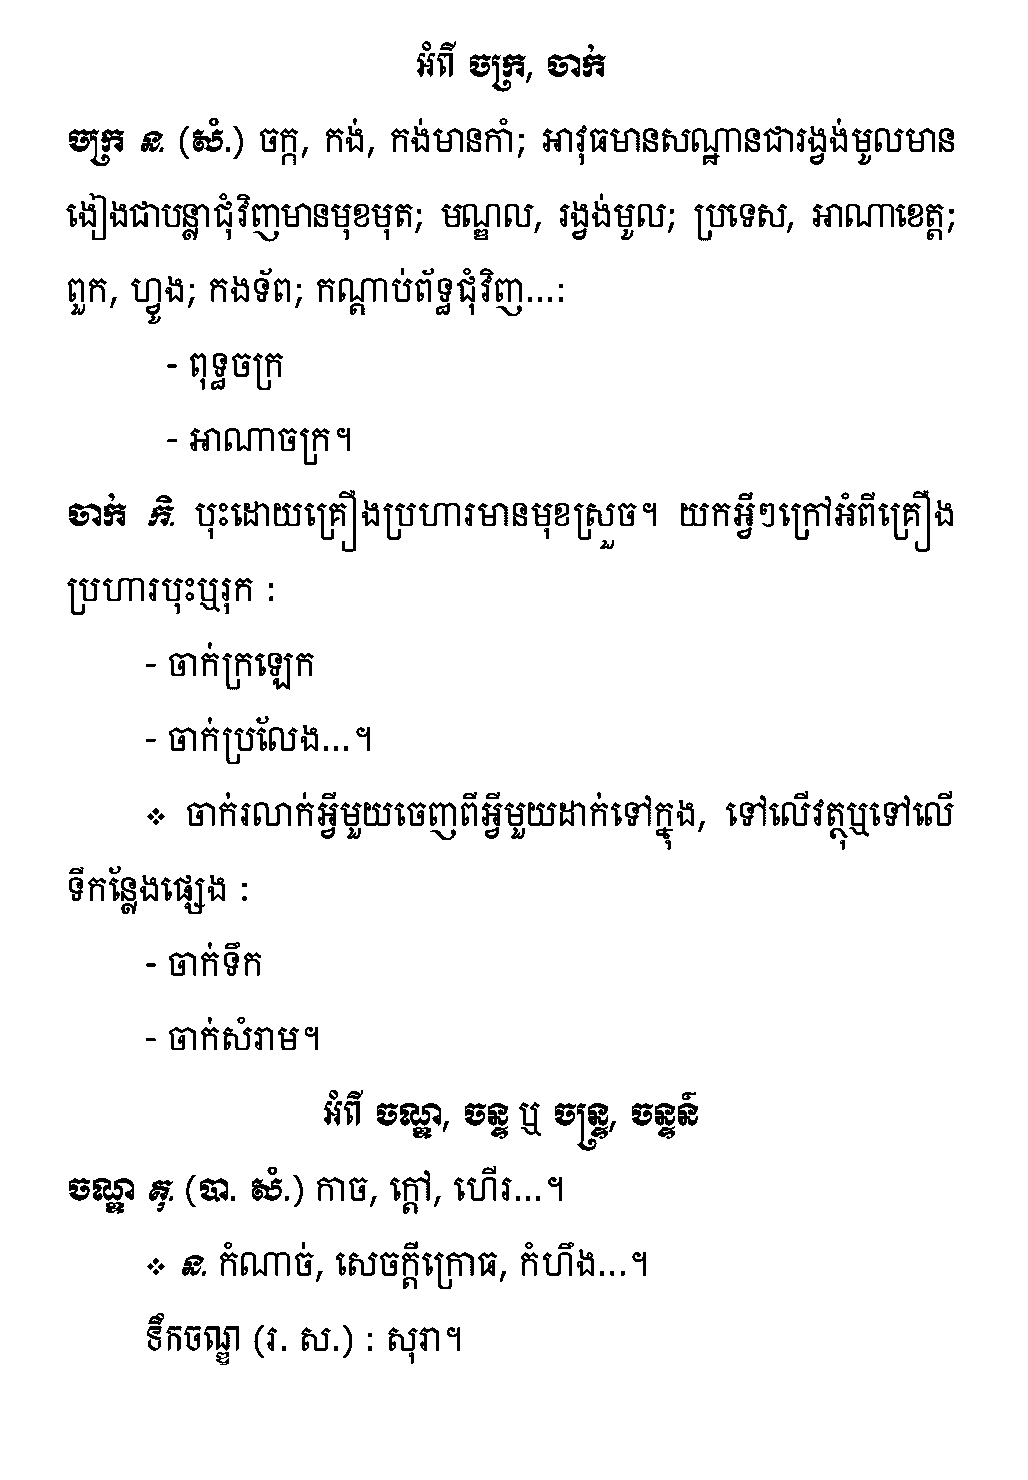 អំពី ចក្រ, ចាក់
ចក្រ ន. (សំ.) ចក្ក, កង់, កង់មានកាំ; អាវុធមានសណ្ឋានជារង្វង់មូលមាន
ងៀងជាបន្លាជុំវិញមានមុខមុត; មណ្ឌល, រង្វង់មូល; ប្រទេស, អាណាខេត្ត;
ពួក, ហ្វូង; កងទ័ព; កណ្ដាប់ព័ទ្ធជុំវិញ...:
- ពុទ្ធចក្រ
- អាណាចក្រ។
ចាក់ កិ. បុះដោយគ្រឿងប្រហារមានមុខស្រួច។ យកអ្វីៗក្រៅអំពីគ្រឿង
ប្រហារបុះឬរុក :
- ចាក់ក្រឡេក
- ចាក់ប្រលែង...។
❖ ចាក់រលាក់អ្វីមួយចេញពីអ្វីមួយដាក់ទៅក្នុង, ទៅលើវត្ថុឬទៅលើ
ទីកន្លែងផ្សេង :
- ចាក់ទឹក
- ចាក់សំរាម។
អំពី ចណ្ឌ, ចន្ទ ឬ ចន្ទ្រ, ចន្ទន៍
ចណ្ឌ គុ. (បា. សំ.) កាច, ក្ដៅ, ហើរ...។
❖ ន. កំណាច់, សេចក្ដីក្រោធ, កំហឹង...។
ទឹកចណ្ឌ (រ. ស.) : សុរា។